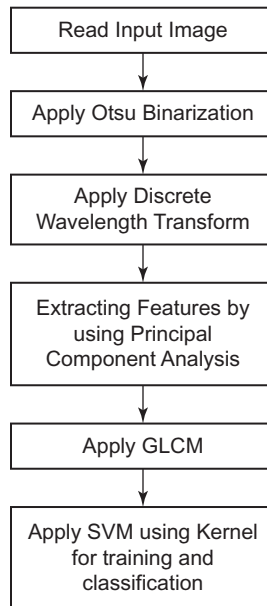 Read Input Image
Apply Otsu Binarization
Apply Discrete
Wavelength Transform
Extracting Features by
using Principal
Component Analysis
Apply GLCM
Apply SVM using Kernel
for training and
classification